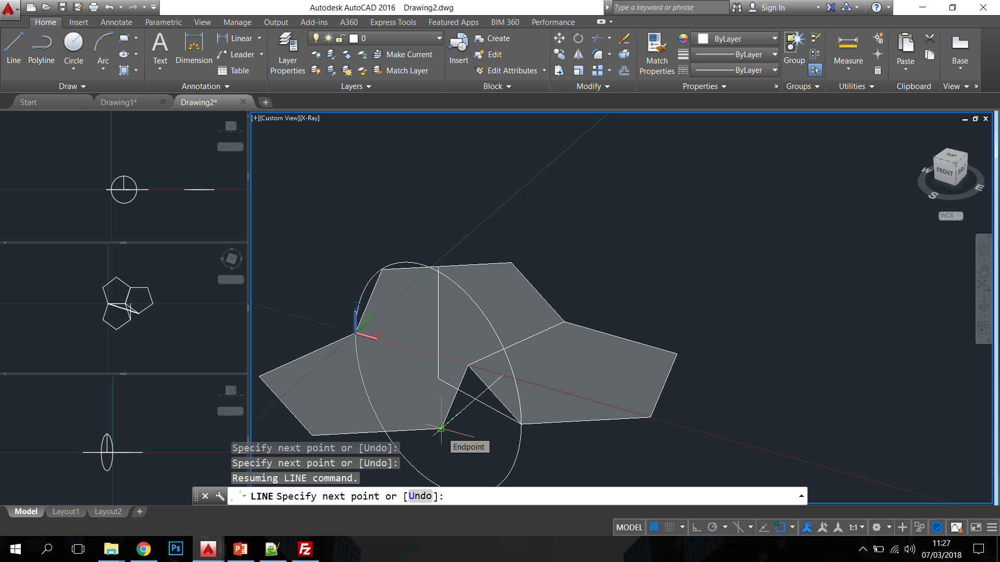 Autodesk AutoCAD 2016 Drawing2.dwg
Type a keyword or phrase
Sign In
Home Insert Annotate Parametric View Manage Output Add-ins A360 Express Tools Featured Apps BIM 360 Performance
Line Polyline Circle Arc
Draw
Text Dimension
Linear
Leader
Table
Annotation
Layer Properties
0
Make Current
Match Layer
Layers
Insert
Create
Edit
Edit Attributes
Block
Modify
Match Properties
ByLayer
ByLayer
ByLayer
Properties
Group
Groups
Measure
Utilities
Paste
Clipboard
Base
View
Start Drawing1* Drawing2*
[+][Custom View][X-Ray]
TOP
FRONT
RIGHT
W
S
E
WCS
N
W
E
S
Z
Y
X
Endpoint
Specify next point or [Undo]:
Specify next point or [Undo]:
Resuming LINE command.
LINE Specify next point or [Undo]:
Model Layout1 Layout2
MODEL
1:1
Ps
11:27
07/03/2018